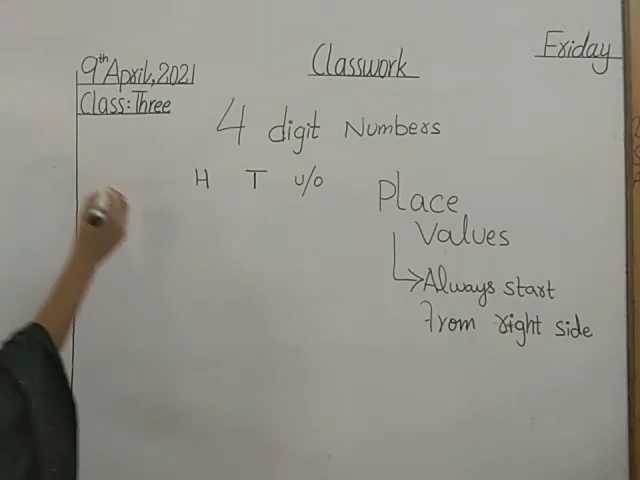 9th April, 2021
Classwork
Friday
Class: Three
4 digit Numbers
H T U/O
Place
Values
Always start
From right side